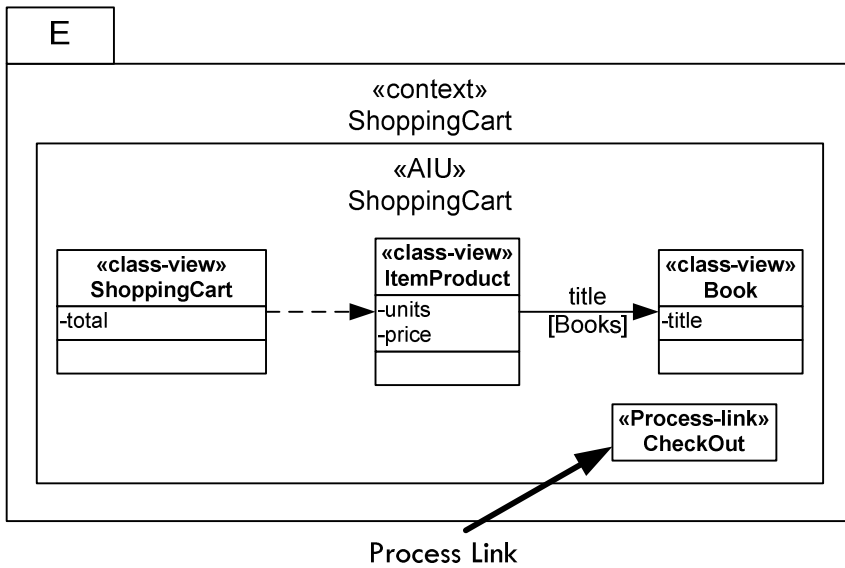 E
«context»
ShoppingCart
«AIU»
ShoppingCart
«class-view»
ShoppingCart
-total
«class-view»
ItemProduct
-units
-price
title
[Books]
«class-view»
Book
-title
«Process-link»
CheckOut
Process Link